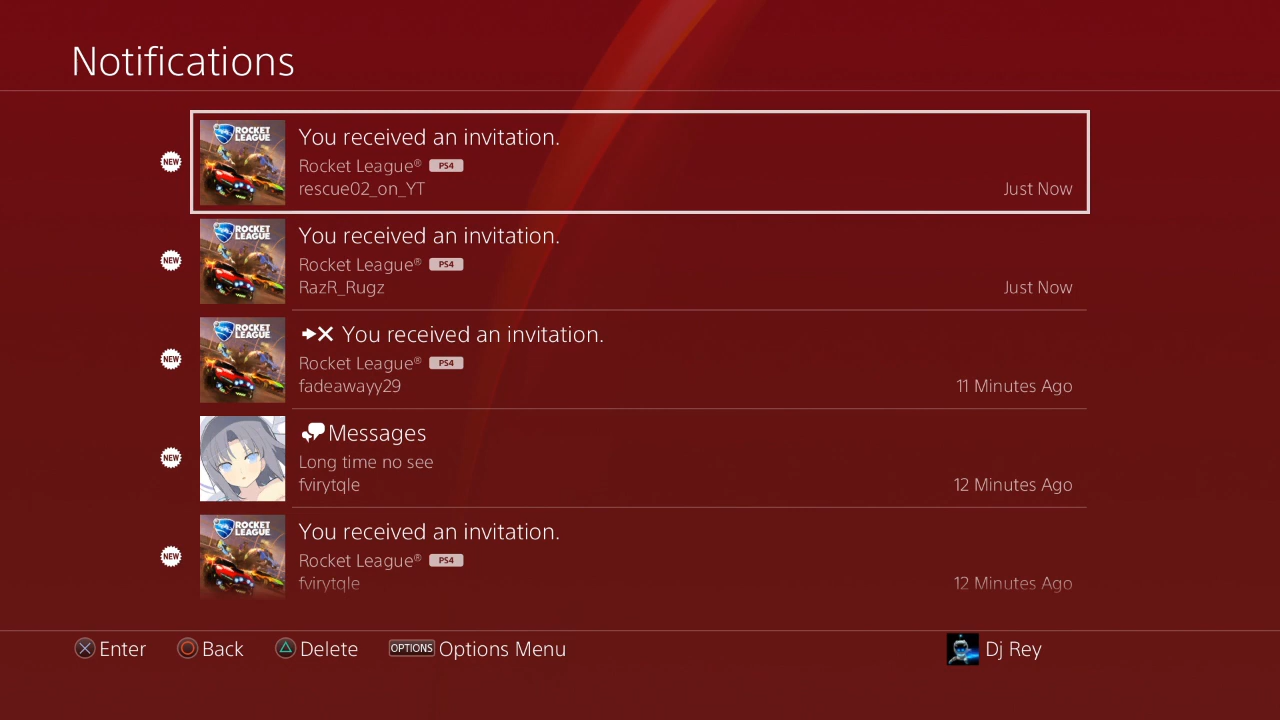 Notifications
NEW
ROCKET
LEAGUE
You received an invitation.
Rocket League® PS4
rescue02_on_YT
Just Now
NEW
ROCKET
LEAGUE
You received an invitation.
Rocket League® PS4
RazR_Rugz
Just Now
NEW
ROCKET
LEAGUE
You received an invitation.
Rocket League® PS4
fadeawayy29
11 Minutes Ago
NEW
Messages
Long time no see
fvirytqle
12 Minutes Ago
NEW
ROCKET
LEAGUE
You received an invitation.
Rocket League® PS4
fvirytqle
12 Minutes Ago
Enter Back Delete OPTIONS Options Menu Dj Rey